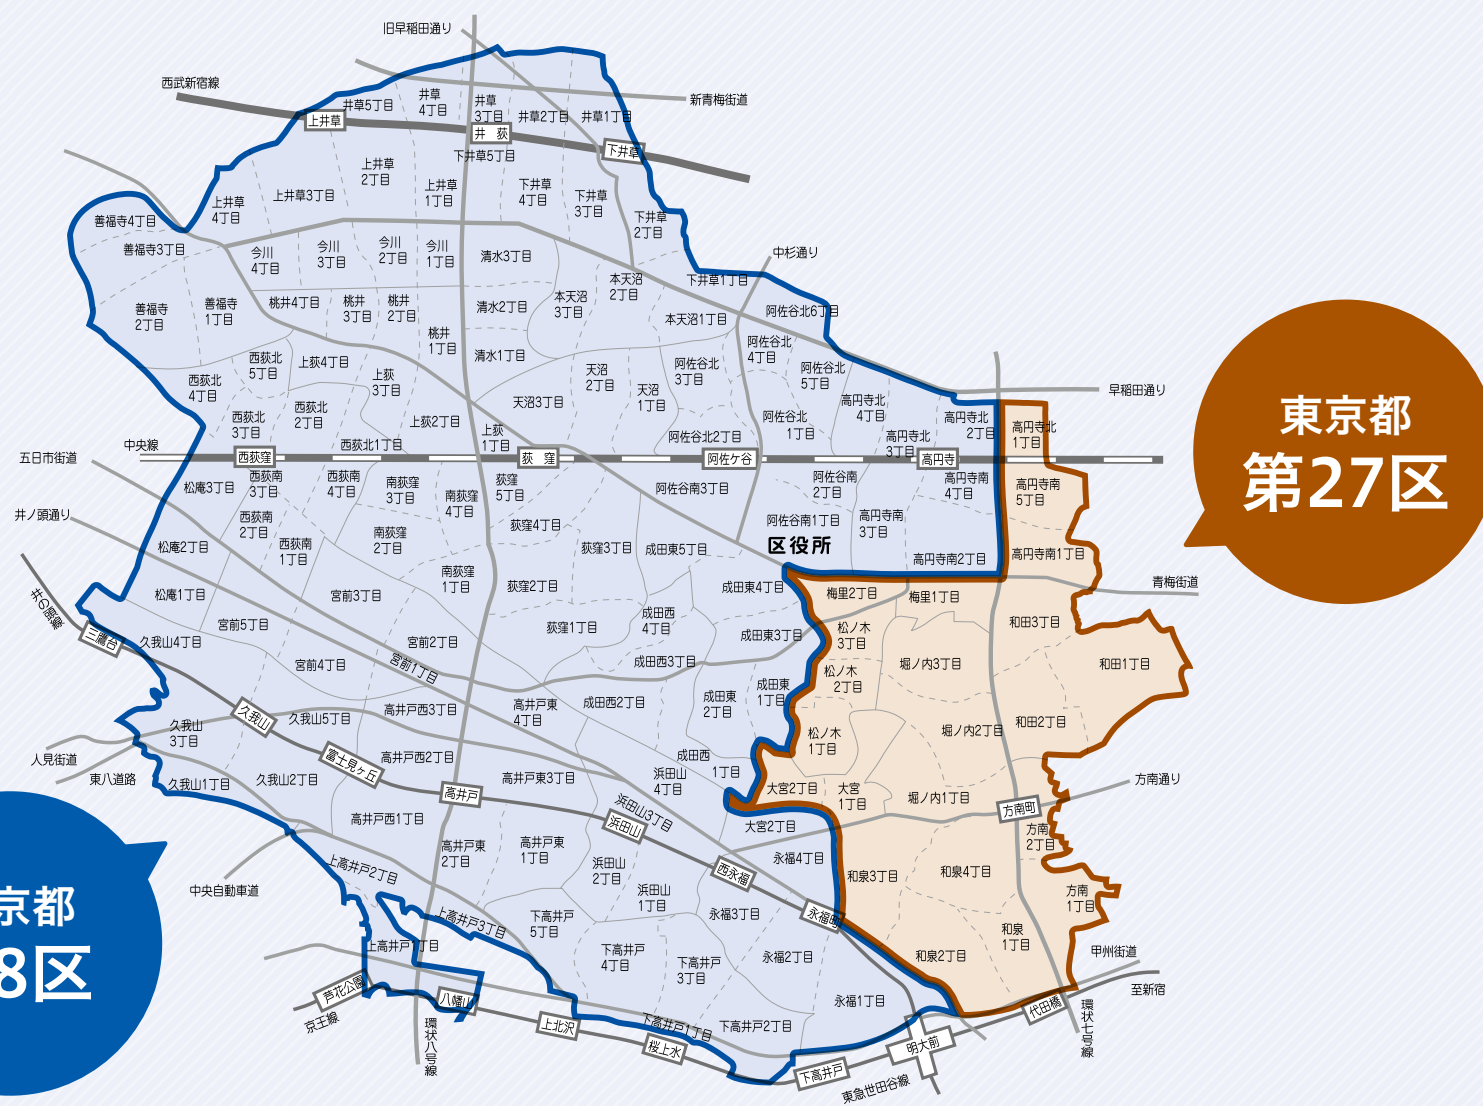 旧早稲田通り
西武新宿線
新青梅街道
井草5丁目
井草
4丁目
井草
3丁目
井草2丁目
井草1丁目
上井草
井 荻
下井草
下井草5丁目
上井草
2丁目
上井草3丁目
上井草
1丁目
下井草
4丁目
下井草
3丁目
上井草
4丁目
下井草
2丁目
善福寺4丁目
善福寺3丁目
今川
4丁目
今川
3丁目
今川
2丁目
今川
1丁目
清水3丁目
中杉通り
下井草1丁目
本天沼
2丁目
善福寺
2丁目
善福寺
1丁目
桃井4丁目
桃井
3丁目
桃井
2丁目
清水2丁目
本天沼
3丁目
本天沼1丁目
阿佐谷北6丁目
桃井
1丁目
清水1丁目
阿佐谷北
4丁目
西荻北
5丁目
上荻4丁目
西荻北
4丁目
上荻
3丁目
天沼
2丁目
天沼
1丁目
阿佐谷北
3丁目
阿佐谷北
5丁目
早稲田通り
西荻北
3丁目
西荻北
2丁目
天沼3丁目
高円寺北
4丁目
上荻2丁目
阿佐谷北
1丁目
高円寺北
2丁目
高円寺北
1丁目
中央線
西荻北1丁目
上荻
1丁目
阿佐谷北2丁目
高円寺北
3丁目
五日市街道
西荻窪
荻 窪
阿佐ケ谷
高円寺
松庵3丁目
西荻南
3丁目
西荻南
4丁目
南荻窪
3丁目
南荻窪
4丁目
荻窪
5丁目
阿佐谷南3丁目
阿佐谷南
2丁目
高円寺南
4丁目
高円寺南
5丁目
井ノ頭通り
西荻南
2丁目
荻窪4丁目
阿佐谷南1丁目
高円寺南
3丁目
松庵2丁目
西荻南
1丁目
南荻窪
2丁目
荻窪3丁目
成田東5丁目
区役所
高円寺南2丁目
高円寺南1丁目
青梅街道
井の頭線
松庵1丁目
宮前3丁目
南荻窪
1丁目
荻窪2丁目
成田東4丁目
梅里2丁目
梅里1丁目
宮前5丁目
荻窪1丁目
成田西
4丁目
成田東3丁目
松ノ木
3丁目
和田3丁目
三鷹台
久我山4丁目
宮前4丁目
宮前2丁目
宮前1丁目
成田西3丁目
松ノ木
2丁目
堀ノ内3丁目
和田1丁目
久我山
3丁目
久我山
久我山5丁目
高井戸西3丁目
高井戸東
4丁目
成田西2丁目
成田東
2丁目
成田東
1丁目
松ノ木
1丁目
堀ノ内2丁目
和田2丁目
人見街道
東八道路
久我山1丁目
久我山2丁目
富士見ヶ丘
高井戸西2丁目
高井戸
高井戸東3丁目
成田西
1丁目
浜田山
4丁目
大宮2丁目
大宮
1丁目
堀ノ内1丁目
方南通り
方南町
高井戸西1丁目
浜田山3丁目
浜田山
大宮2丁目
方南
2丁目
高井戸東
2丁目
高井戸東
1丁目
永福4丁目
和泉3丁目
和泉4丁目
上高井戸2丁目
浜田山
2丁目
西永福
浜田山
1丁目
方南
1丁目
中央自動車道
上高井戸3丁目
下高井戸
5丁目
永福3丁目
永福町
和泉
1丁目
上高井戸1丁目
下高井戸
4丁目
下高井戸
3丁目
永福2丁目
和泉2丁目
甲州街道
芦花公園
八幡山
永福1丁目
至新宿
京王線
環状八号線
上北沢
桜上水
下高井戸1丁目
下高井戸2丁目
代田橋
環状七号線
明大前
下高井戸
東急世田谷線
東京都
第27区
京都
8区